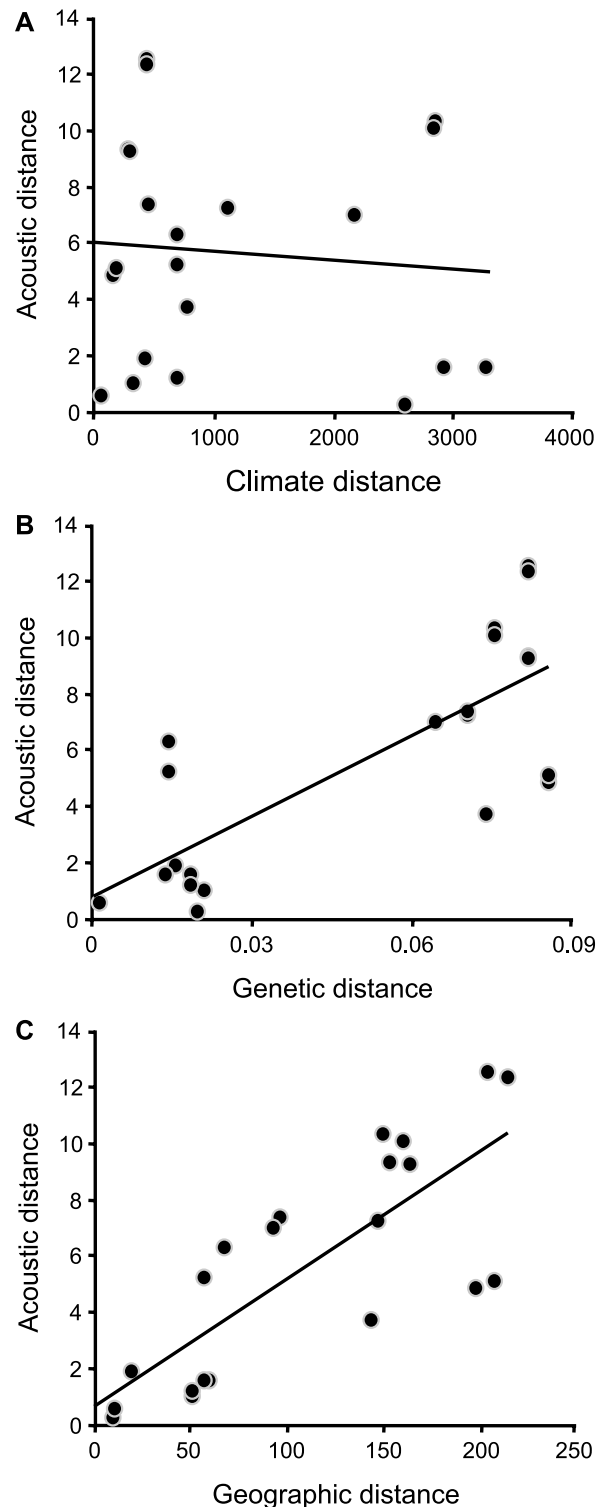 A
14
12
10
8
6
4
2
0
Acoustic distance
0 1000 2000 3000 4000
Climate distance
B
14
12
10
8
6
4
2
0
Acoustic distance
0 0.03 0.06 0.09
Genetic distance
C
14
12
10
8
6
4
2
0
Acoustic distance
0 50 100 150 200 250
Geographic distance